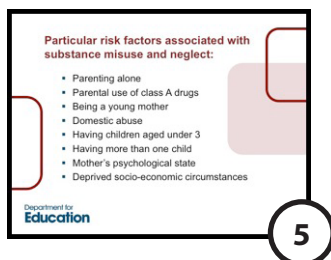 Particular risk factors associated with
substance misuse and neglect:
• Parenting alone
• Parental use of class A drugs
• Being a young mother
• Domestic abuse
• Having children aged under 3
• Having more than one child
• Mother's psychological state
• Deprived socio-economic circumstances
Department for
Education
5